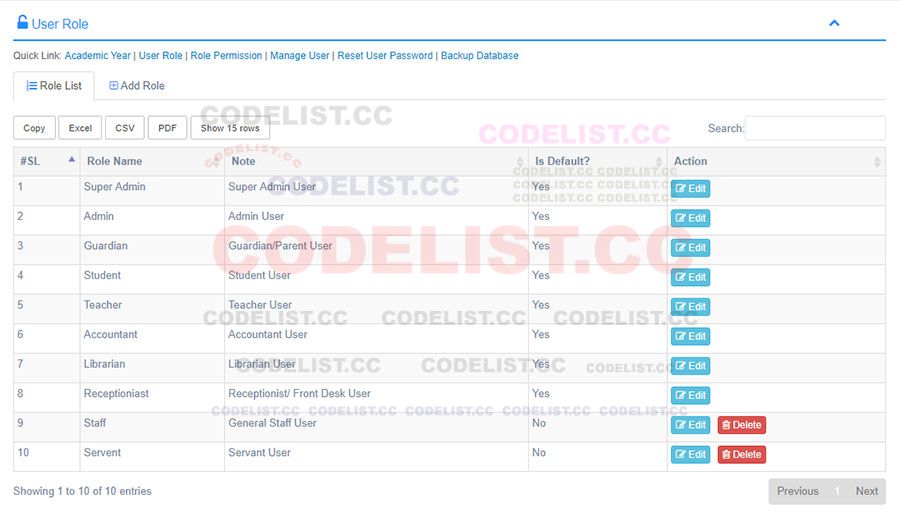 User Role
Quick Link: Academic Year | User Role | Role Permission | Manage User | Reset User Password | Backup Database
Role List Add Role
CODELIST.CC
Copy Excel CSV PDF Show 15 rows Search:
CODELIST.CC
#SL Role Name Note Is Default? Action
CODELIST.CC
CODELIST.CC CODELIST.CC
CODELIST.CC CODELIST.CC
CODELIST.CC CODELIST.CC
1 Super Admin Super Admin User Yes Edit
CODELIST.CC
2 Admin Admin User Yes Edit
3 Guardian Guardian/Parent User Yes Edit
CODELIST.CC
4 Student Student User Yes Edit
5 Teacher Teacher User Yes Edit
CODELIST.CC CODELIST.CC CODELIST.CC
6 Accountant Accountant User Yes Edit
7 Librarian Librarian User Yes Edit
CODELIST.CC CODELIST.CC CODELIST.CC
8 Receptioniast Receptionist/ Front Desk User Yes Edit
CODELIST.CC CODELIST.CC CODELIST.CC CODELIST.CC CODELIST.CC
9 Staff General Staff User No Edit Delete
10 Servent Servant User No Edit Delete
Showing 1 to 10 of 10 entries Previous 1 Next